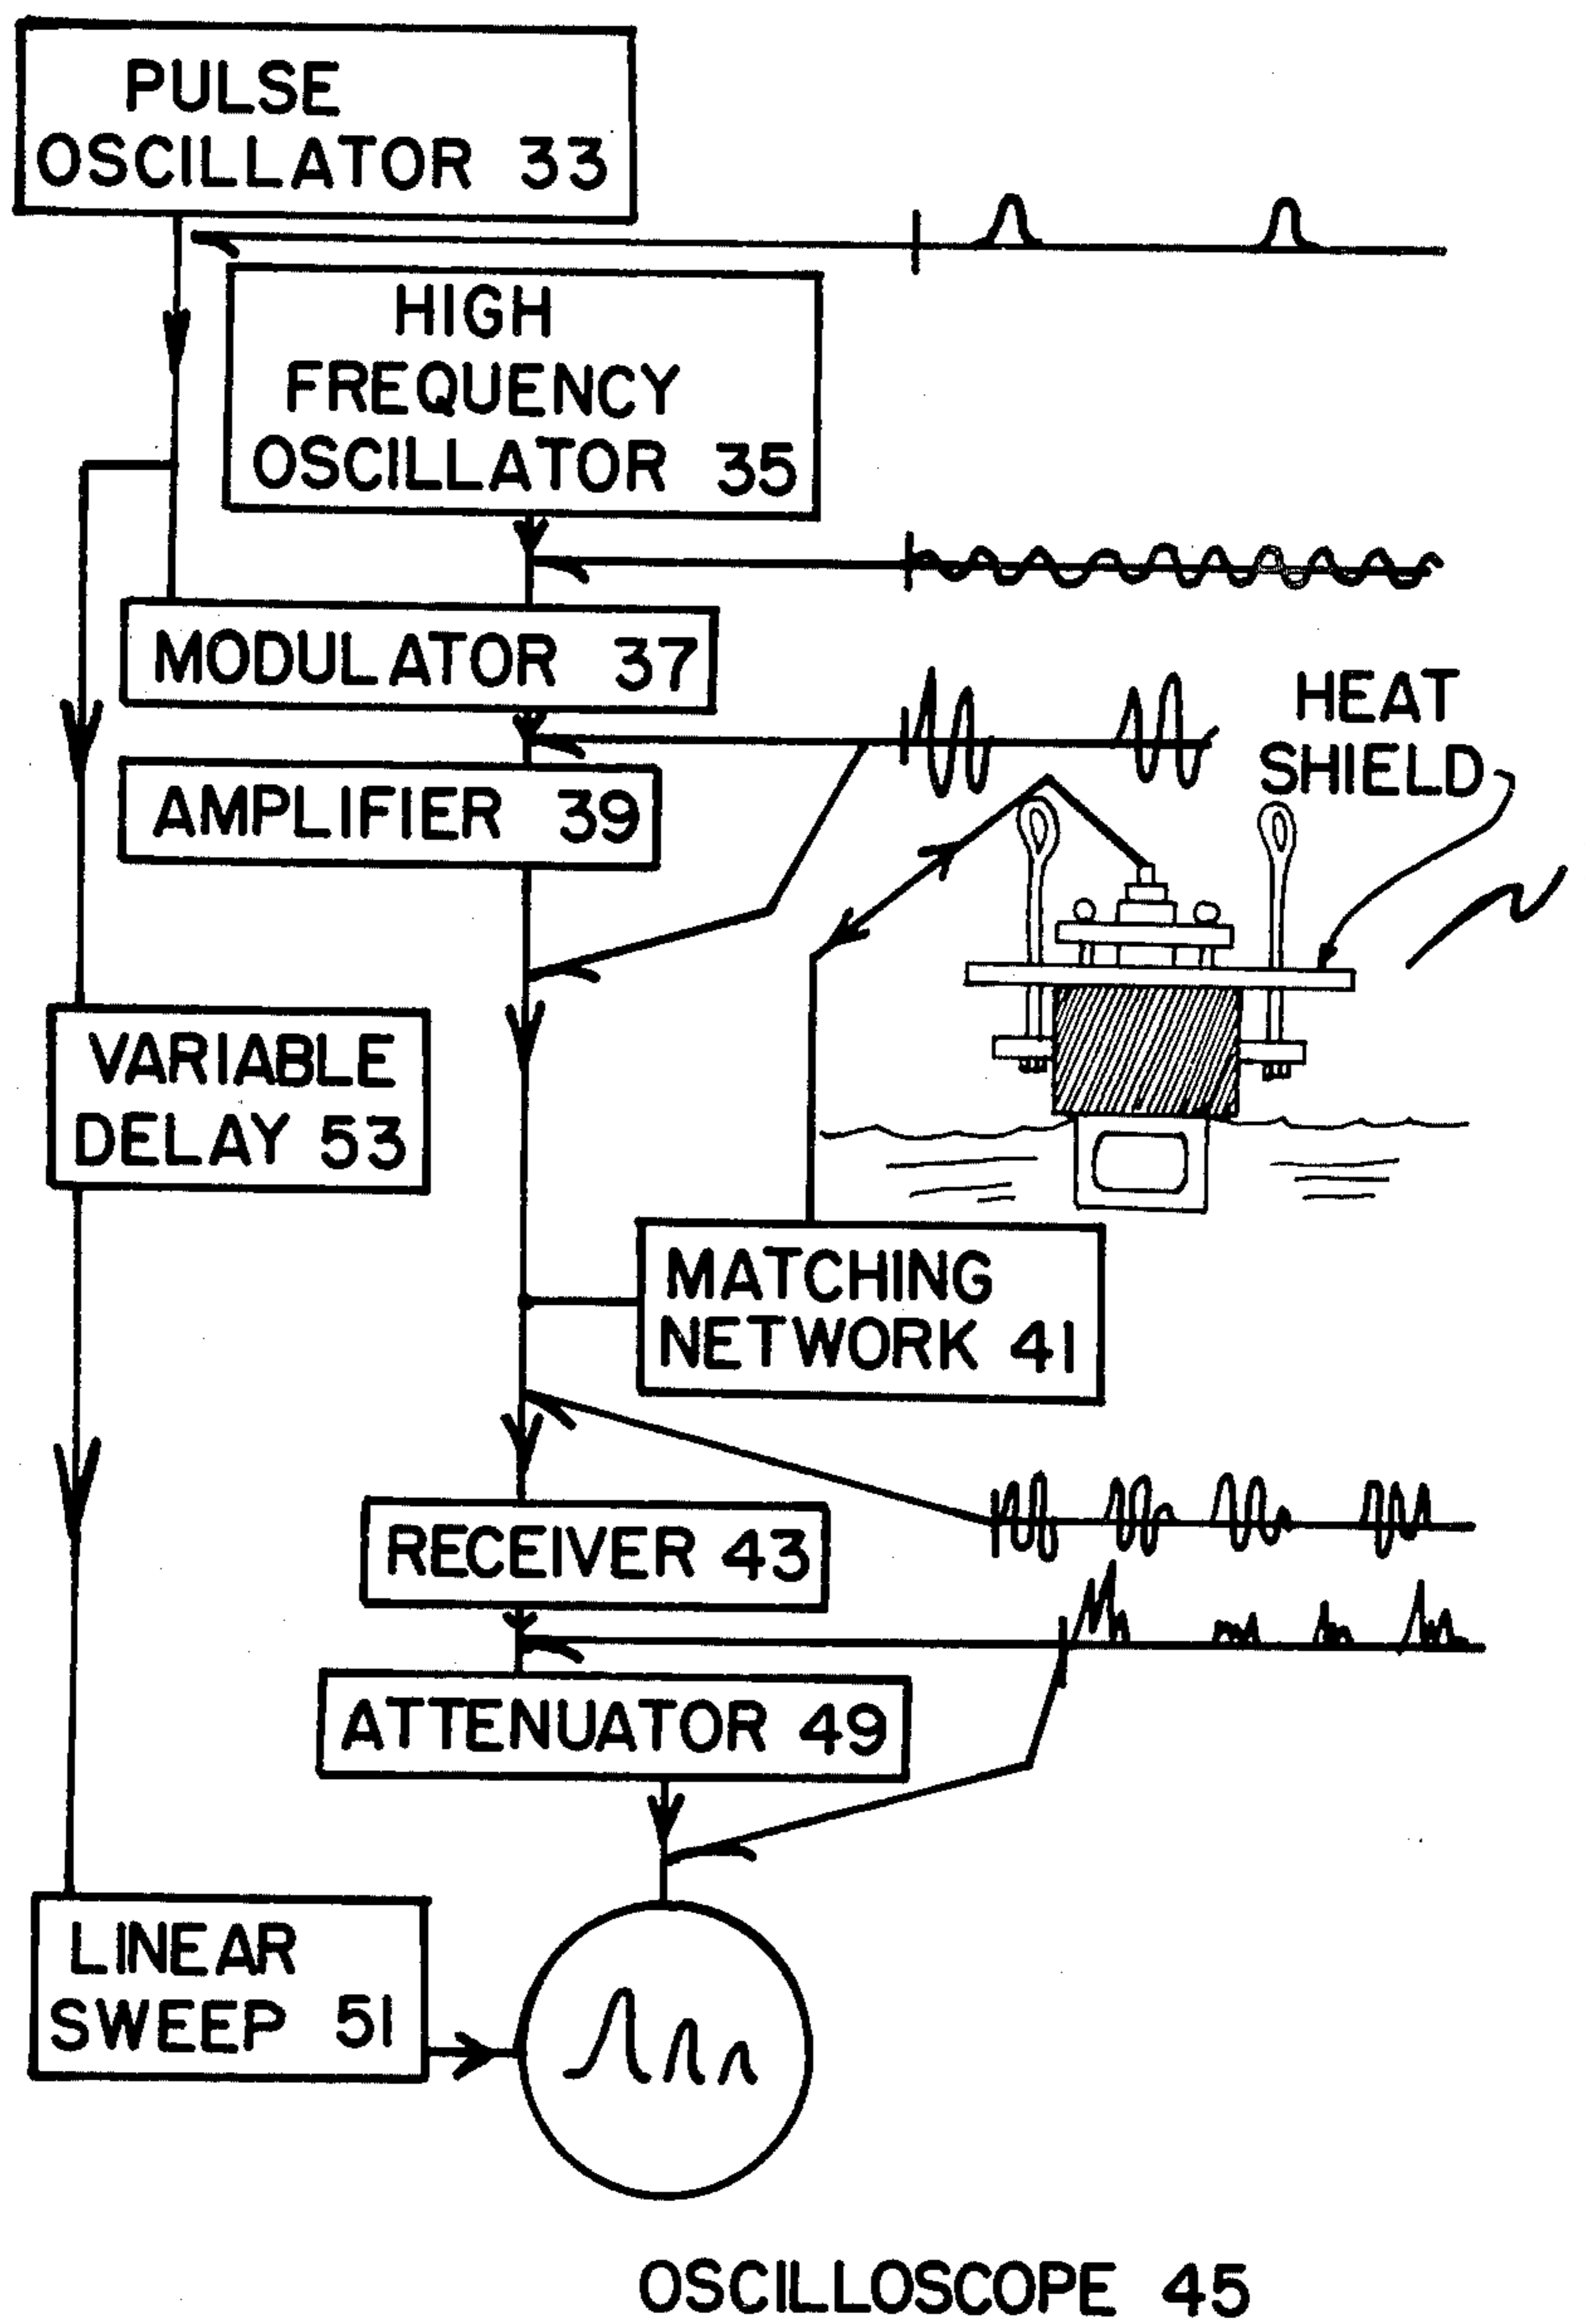 PULSE
OSCILLATOR 33
HIGH
FREQUENCY
OSCILLATOR 35
MODULATOR 37
HEAT
SHIELD
AMPLIFIER 39
VARIABLE
DELAY 53
MATCHING
NETWORK 41
RECEIVER 43
ATTENUATOR 49
LINEAR
SWEEP 51
OSCILLOSCOPE 45